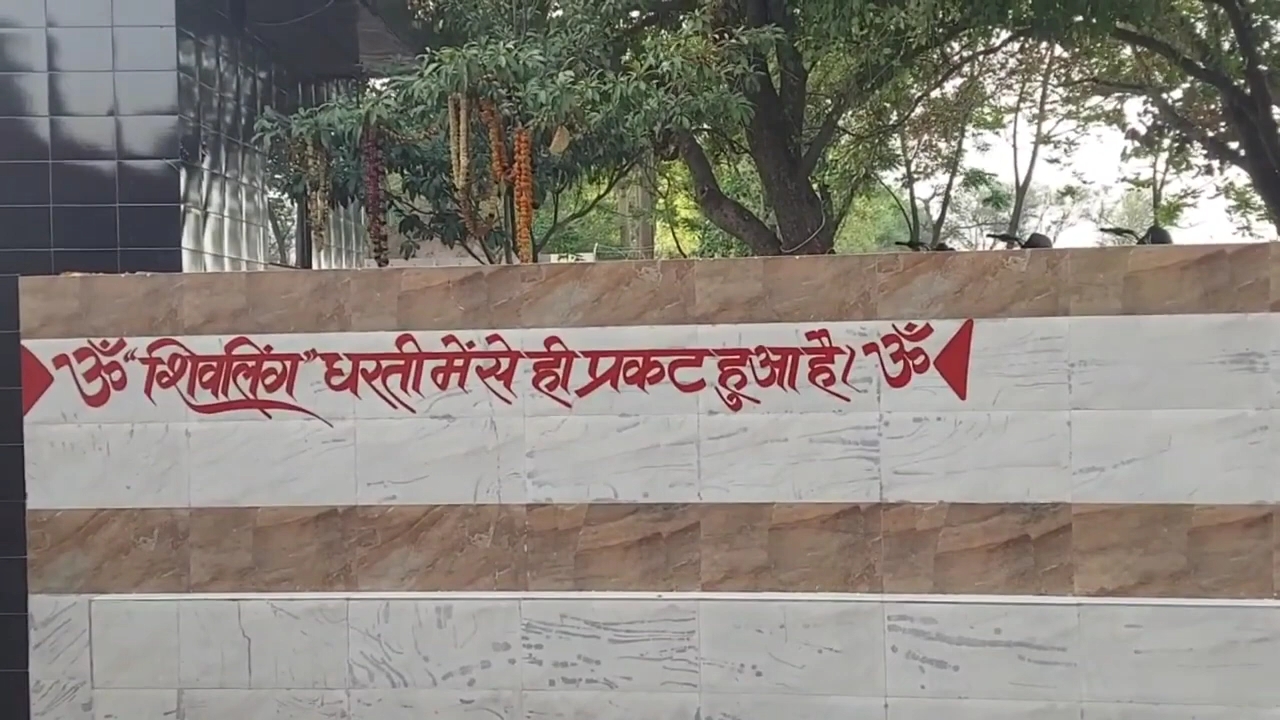 ॐ "शिवलिंग" धरती में से ही प्रकट हुआ है। ॐ